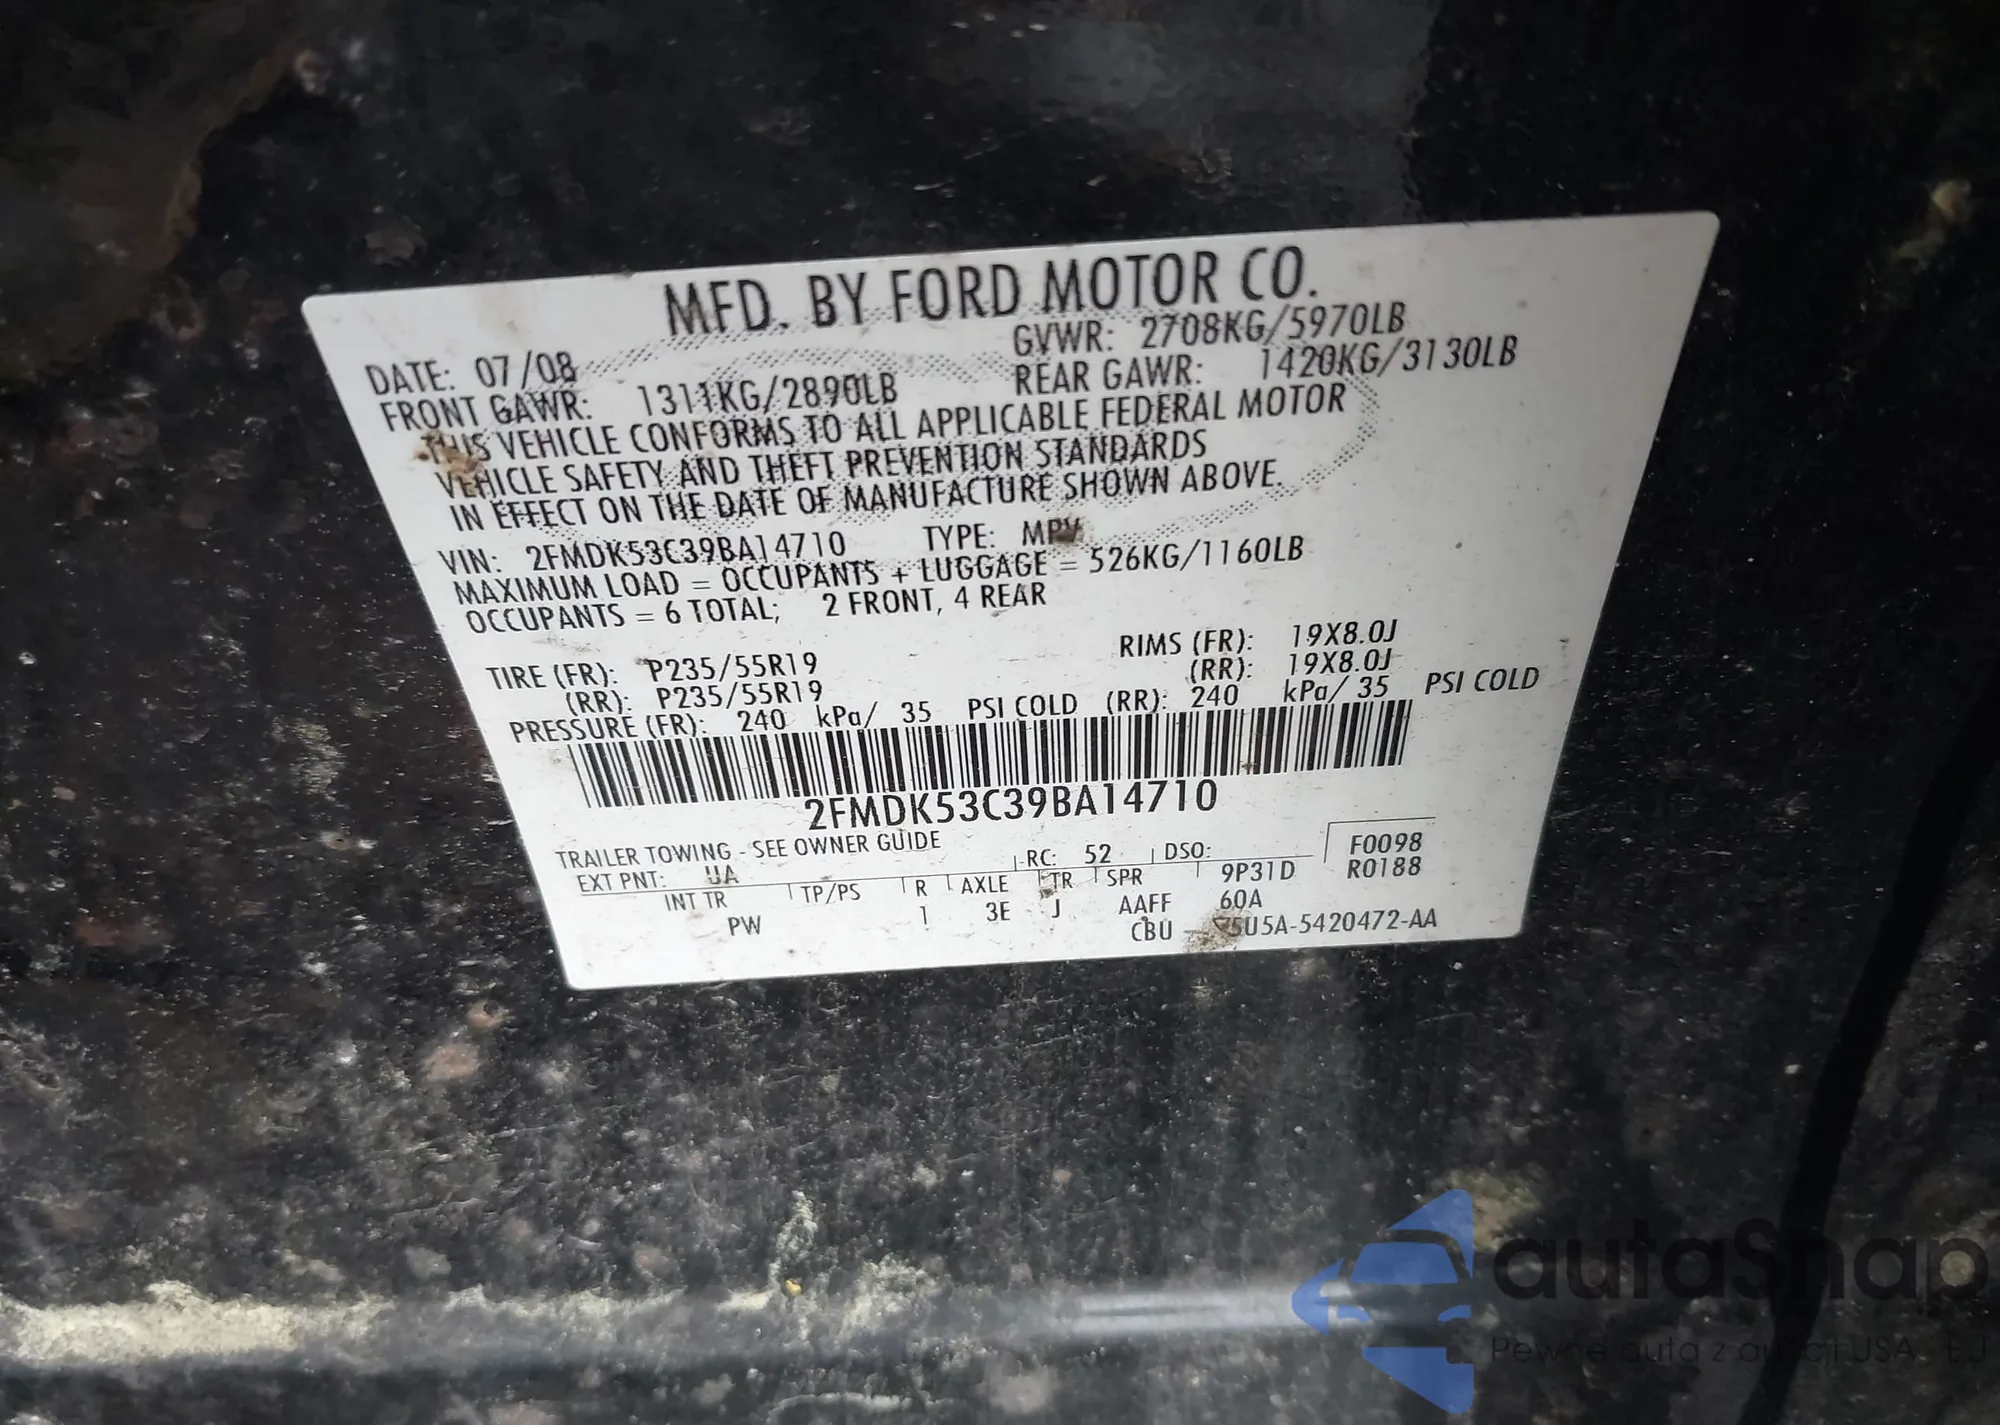 MFD. BY FORD MOTOR CO.
DATE: 07/08 GVWR: 2708KG/5970LB
FRONT GAWR: 1311KG/2890LB REAR GAWR: 1420KG/3130LB
THIS VEHICLE CONFORMS TO ALL APPLICABLE FEDERAL MOTOR
VEHICLE SAFETY AND THEFT PREVENTION STANDARDS
IN EFFECT ON THE DATE OF MANUFACTURE SHOWN ABOVE.
VIN: 2FMDK53C39BA14710 TYPE: MPV
MAXIMUM LOAD = OCCUPANTS + LUGGAGE = 526KG/1160LB
OCCUPANTS = 6 TOTAL; 2 FRONT, 4 REAR
TIRE (FR): P235/55R19 RIMS (FR): 19X8.0J
(RR): P235/55R19 (RR): 19X8.0J
PRESSURE (FR): 240 kPa/ 35 PSI COLD (RR): 240 kPa/ 35 PSI COLD
2FMDK53C39BA14710
TRAILER TOWING - SEE OWNER GUIDE
EXT PNT: UA RC: 52 DSO: F0098
INT TR TP/PS R AXLE TR SPR 9P31D R0188
PW 1 3E J AAFF 60A
CBU 5U5A-5420472-AA
autaSnap
Pewne auta z aukcji USA i EU